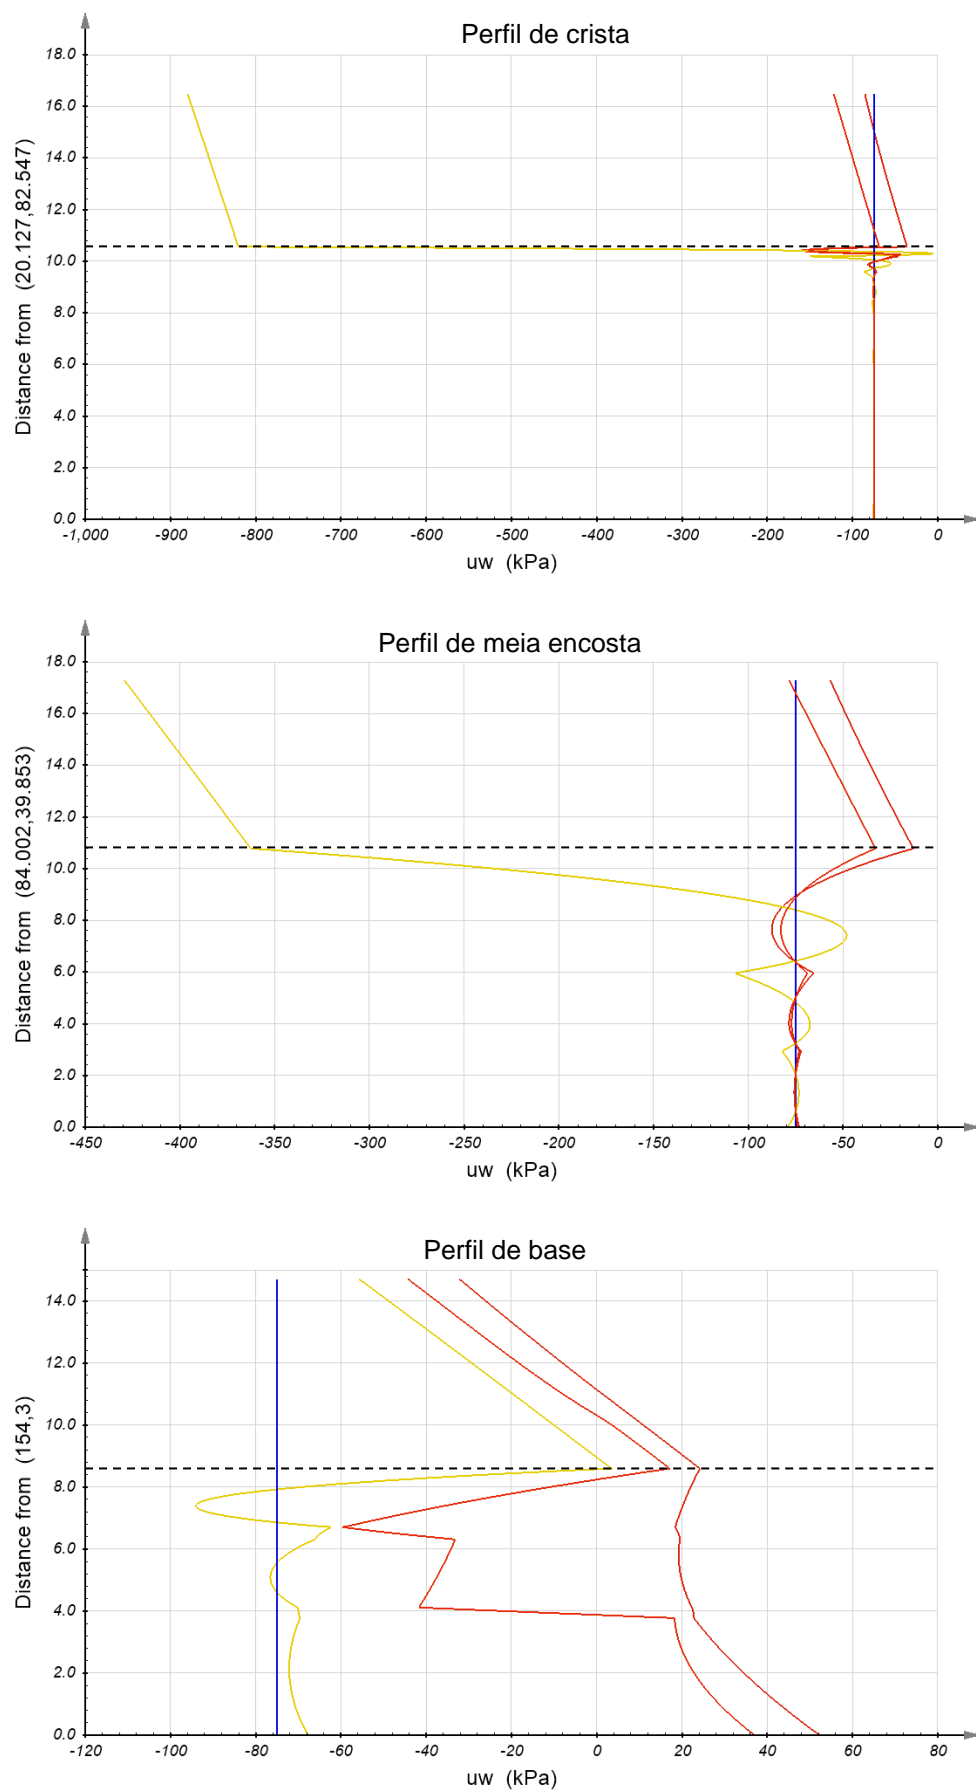 Perfil de crista
18.0
16.0
14.0
12.0
10.0
8.0
6.0
4.0
2.0
0.0
Distance from (20.127,82.547)
-1,000 -900 -800 -700 -600 -500 -400 -300 -200 -100 0
uw (kPa)
Perfil de meia encosta
18.0
16.0
14.0
12.0
10.0
8.0
6.0
4.0
2.0
0.0
Distance from (84.002,39.853)
-450 -400 -350 -300 -250 -200 -150 -100 -50 0
uw (kPa)
Perfil de base
14.0
12.0
10.0
8.0
6.0
4.0
2.0
0.0
Distance from (154,3)
-120 -100 -80 -60 -40 -20 0 20 40 60 80
uw (kPa)